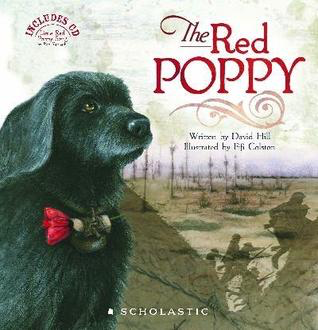 INCLUDES CD
The Red
POPPY
Written by David Hill
Illustrated by Fifi Colston
SCHOLASTIC